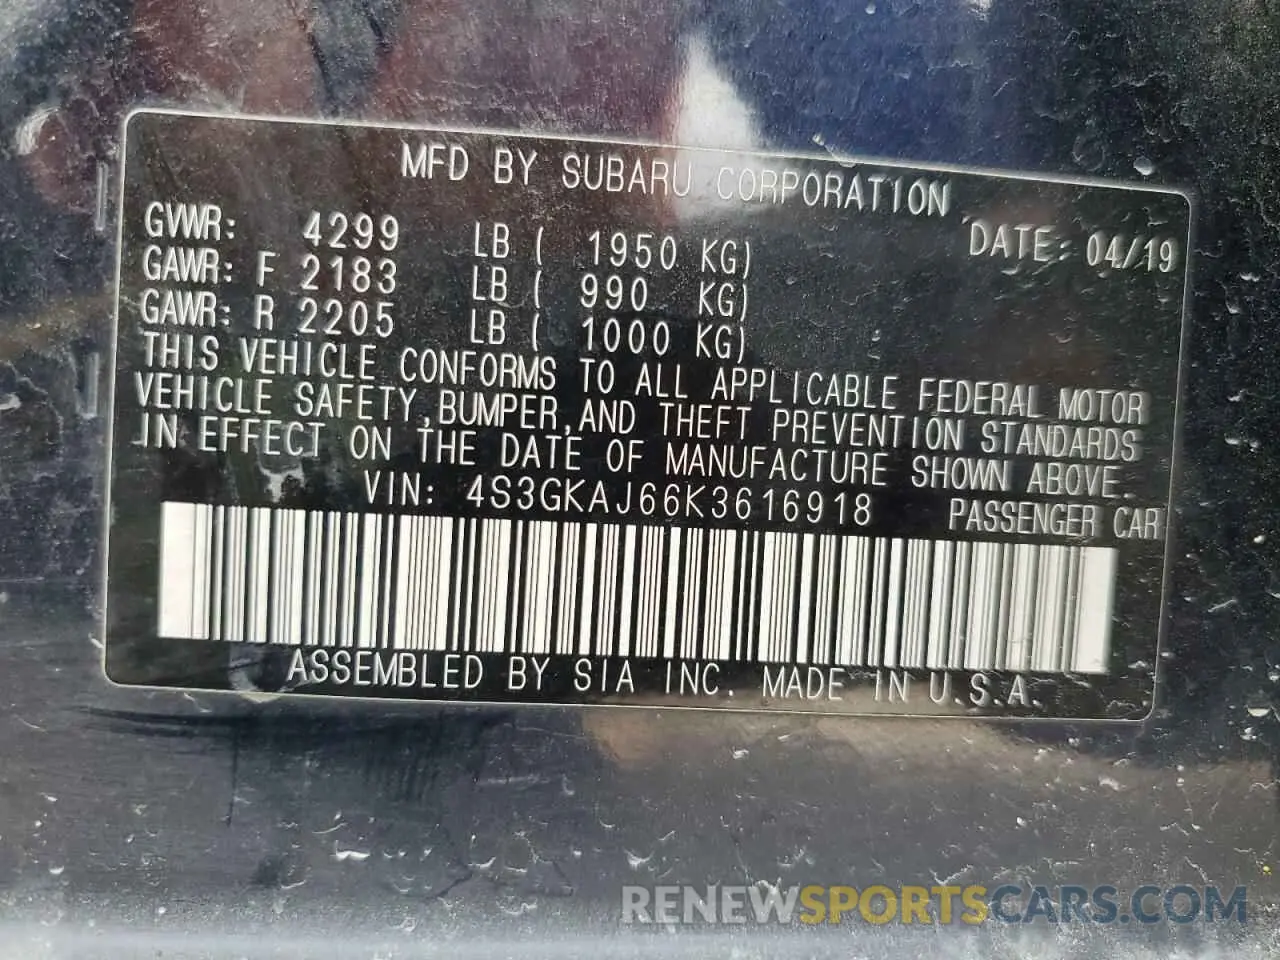 MFD BY SUBARU CORPORATION
GVWR: 4299 LB ( 1950 KG) DATE: 04/19
GAWR: F 2183 LB ( 990 KG)
GAWR: R 2205 LB ( 1000 KG)
THIS VEHICLE CONFORMS TO ALL APPLICABLE FEDERAL MOTOR
VEHICLE SAFETY,BUMPER,AND THEFT PREVENTION STANDARDS
IN EFFECT ON THE DATE OF MANUFACTURE SHOWN ABOVE.
VIN: 4S3GKAJ66K3616918 PASSENGER CAR
ASSEMBLED BY SIA INC. MADE IN U.S.A.
RENEWSPORTSCARS.COM